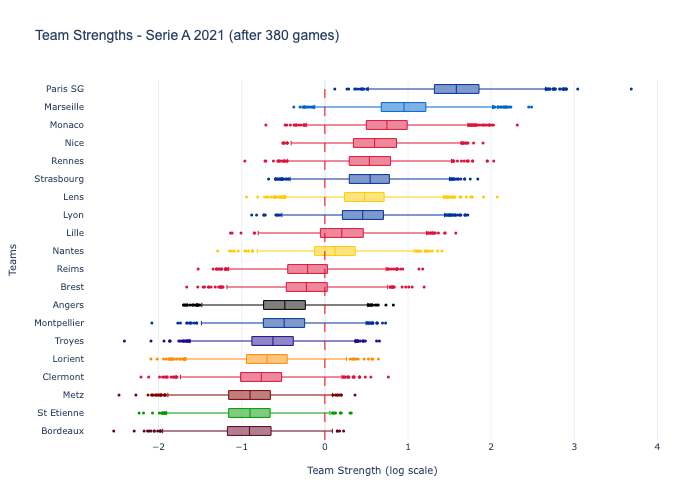 Team Strengths - Serie A 2021 (after 380 games)
Paris SG
Marseille
Monaco
Nice
Rennes
Strasbourg
Lens
Lyon
Lille
Nantes
Reims
Brest
Angers
Montpellier
Troyes
Lorient
Clermont
Metz
St Etienne
Bordeaux
Teams
−2 −1 0 1 2 3 4
Team Strength (log scale)